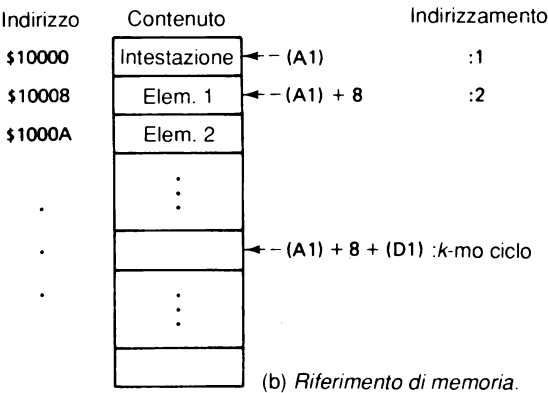 Indirizzo Contenuto Indirizzamento
$10000 Intestazione (A1) :1
$10008 Elem. 1 (A1) + 8 :2
$1000A Elem. 2
(A1) + 8 + (D1) :k-mo ciclo
(b) Riferimento di memoria.